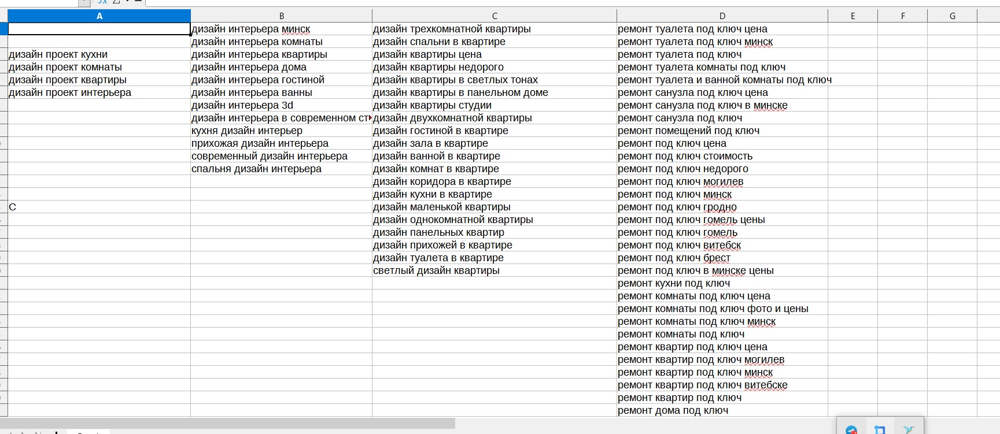 A B C D E F G
дизайн интерьера минск дизайн трехкомнатной квартиры ремонт туалета под ключ цена
дизайн интерьера комнаты дизайн спальни в квартире ремонт туалета под ключ минск
дизайн проект кухни дизайн интерьера квартиры дизайн квартиры цена ремонт туалета под ключ
дизайн проект комнаты дизайн интерьера дома дизайн квартиры недорого ремонт туалета комнаты под ключ
дизайн проект квартиры дизайн интерьера гостиной дизайн квартиры в светлых тонах ремонт туалета и ванной комнаты под ключ
дизайн проект интерьера дизайн интерьера ванны дизайн квартиры в панельном доме ремонт санузла под ключ цена
дизайн интерьера 3d дизайн квартиры студии ремонт санузла под ключ в минске
дизайн интерьера в современном ст дизайн двухкомнатной квартиры ремонт санузла под ключ
кухня дизайн интерьер дизайн гостиной в квартире ремонт помещений под ключ
прихожая дизайн интерьера дизайн зала в квартире ремонт под ключ цена
современный дизайн интерьера дизайн ванной в квартире ремонт под ключ стоимость
спальня дизайн интерьера дизайн комнат в квартире ремонт под ключ недорого
дизайн коридора в квартире ремонт под ключ могилев
дизайн кухни в квартире ремонт под ключ минск
С дизайн маленькой квартиры ремонт под ключ гродно
дизайн однокомнатной квартиры ремонт под ключ гомель цены
дизайн панельных квартир ремонт под ключ гомель
дизайн прихожей в квартире ремонт под ключ витебск
дизайн туалета в квартире ремонт под ключ брест
светлый дизайн квартиры ремонт под ключ в минске цены
ремонт кухни под ключ
ремонт комнаты под ключ цена
ремонт комнаты под ключ фото и цены
ремонт комнаты под ключ минск
ремонт комнаты под ключ
ремонт квартир под ключ цена
ремонт квартир под ключ могилев
ремонт квартир под ключ минск
ремонт квартир под ключ витебске
ремонт квартир под ключ
ремонт дома под ключ